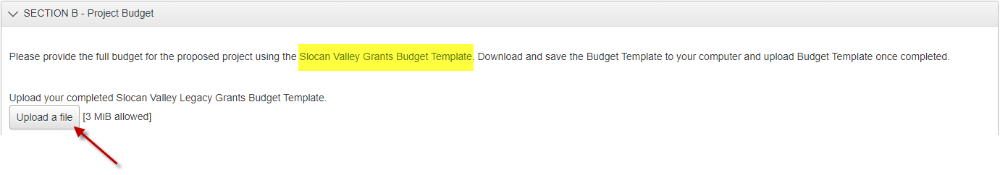 SECTION B - Project Budget
Please provide the full budget for the proposed project using the Slocan Valley Grants Budget Template. Download and save the Budget Template to your computer and upload Budget Template once completed.
Upload your completed Slocan Valley Legacy Grants Budget Template.
Upload a file [3 MiB allowed]